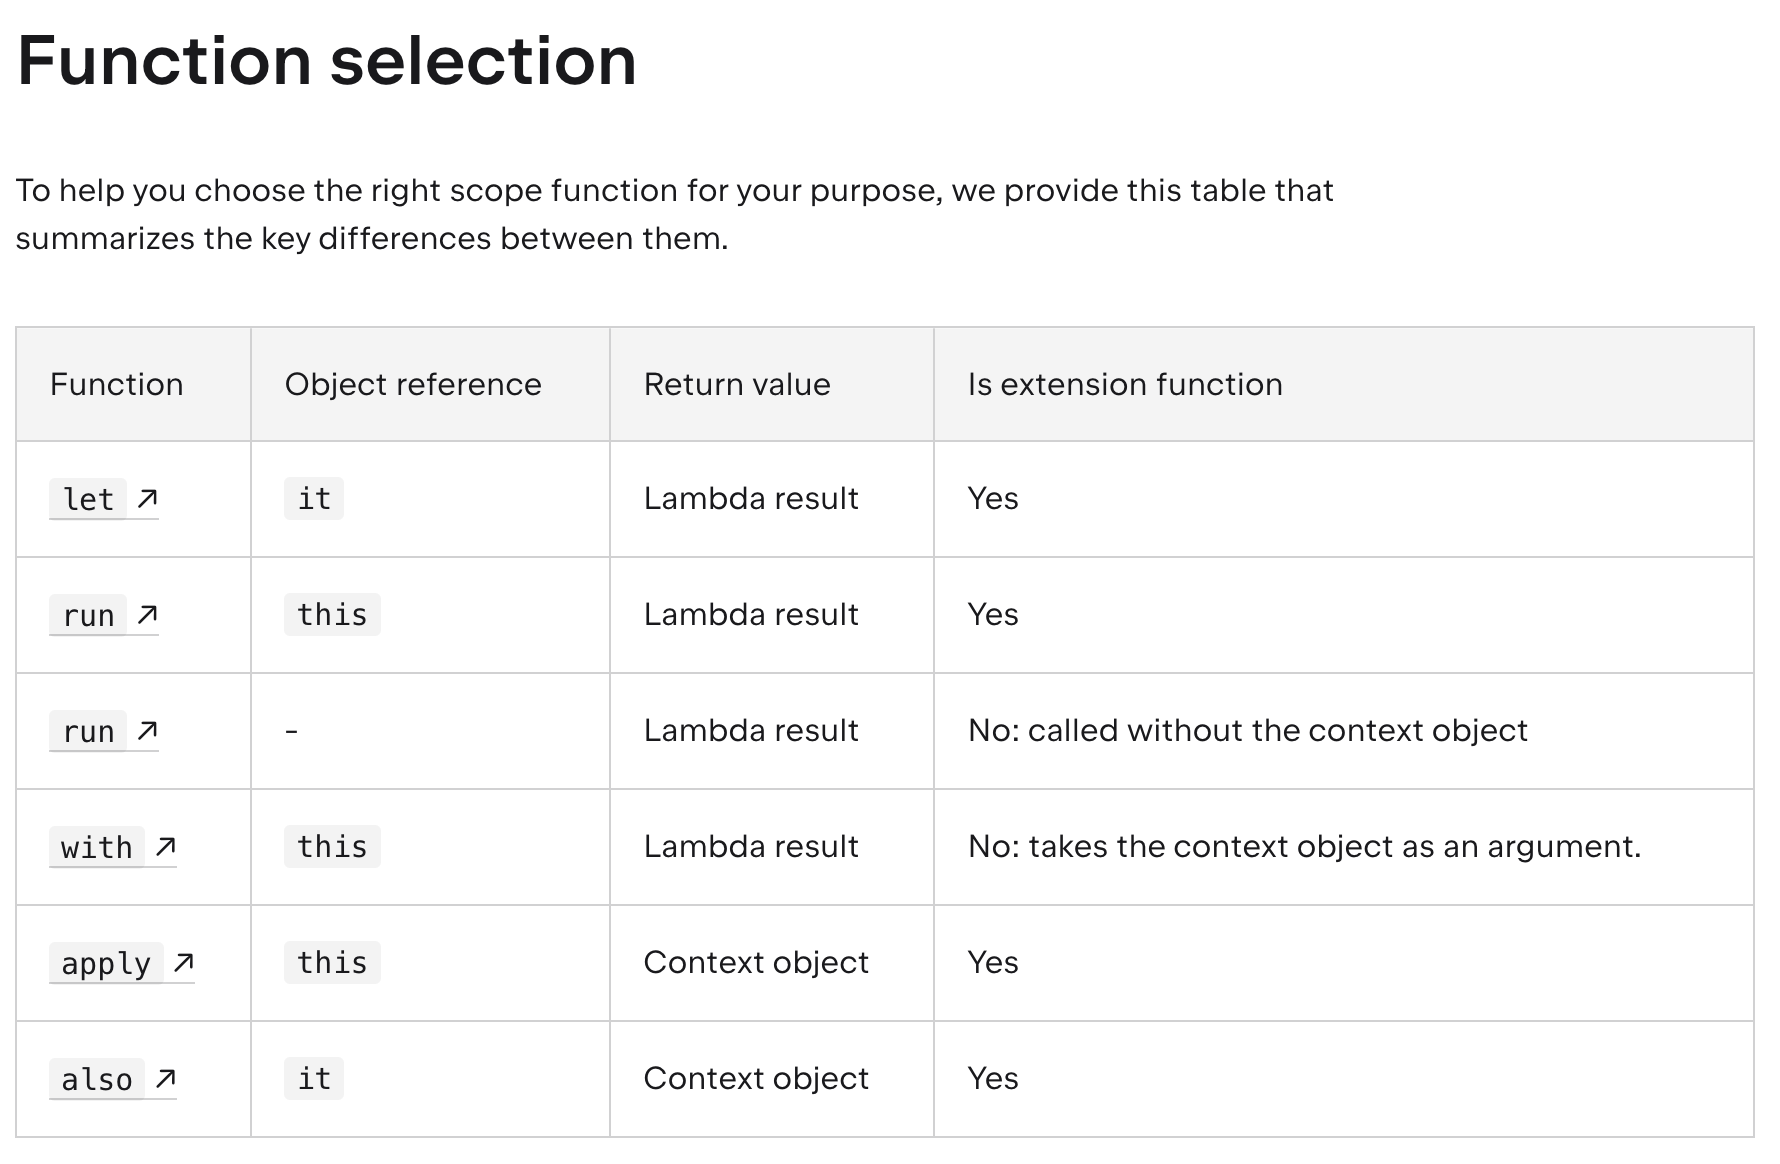 Function selection
To help you choose the right scope function for your purpose, we provide this table that
summarizes the key differences between them.
Function Object reference Return value Is extension function
let ↗ it Lambda result Yes
run ↗ this Lambda result Yes
run ↗ - Lambda result No: called without the context object
with ↗ this Lambda result No: takes the context object as an argument.
apply ↗ this Context object Yes
also ↗ it Context object Yes